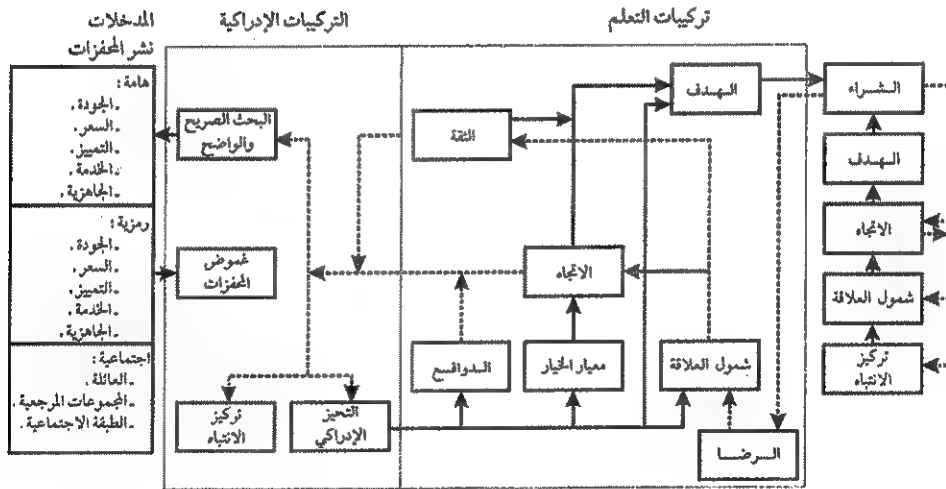 المدخلات
نشر المحفزات
هامة:
ـ الجودة.
ـ السعر.
ـ التمييز.
ـ الخدمة.
ـ الجاهزية.
رمزية:
ـ الجودة.
ـ السعر.
ـ التمييز.
ـ الخدمة.
ـ الجاهزية.
اجتماعية:
ـ العائلة.
ـ المجموعات المرجعية.
ـ الطبقة الاجتماعية.
التركيبات الإدراكية
البحث الصريح
والواضح
غموض
المحفزات
تركيز
الانتباه
التحيز
الإدراكي
تركيبات التعلم
الهدف
الثقة
الاتجاه
الدوافع
معيار الخيار
شمول العلاقة
الرضا
الشراء
الهدف
الاتجاه
شمول العلاقة
تركيز
الانتباه